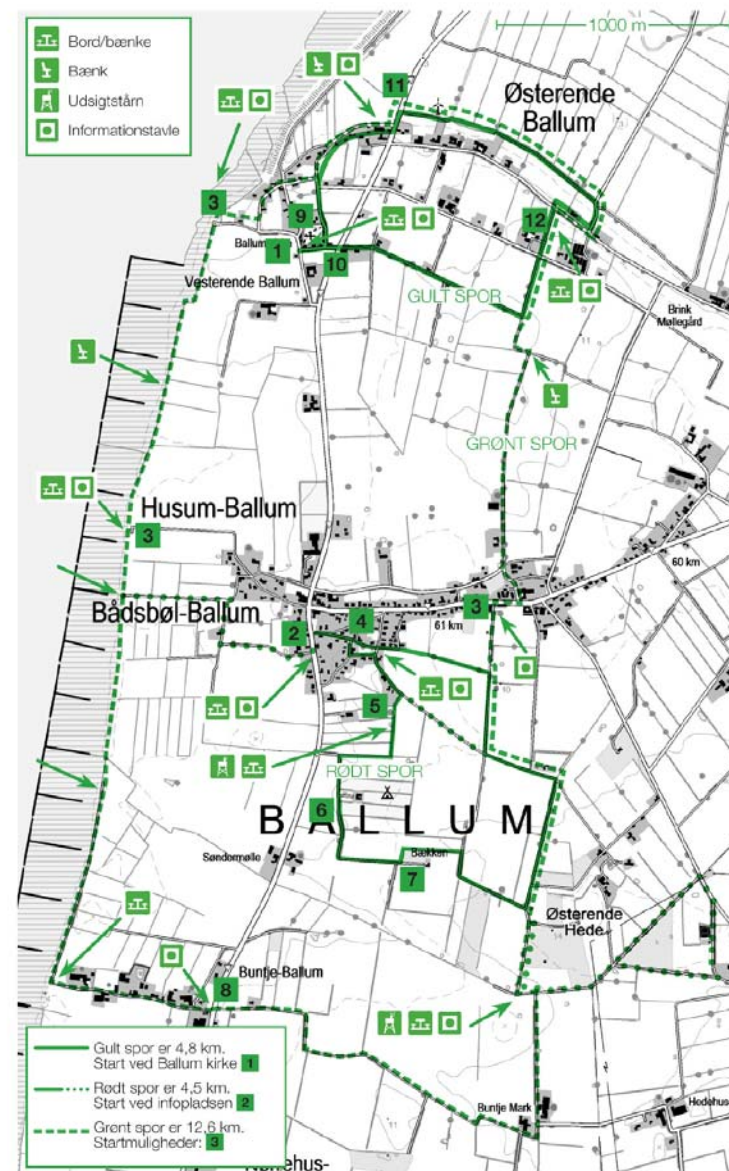 Bord/bænke
Bænk
Udsigtstårn
Informationstavle
1000 m
11
Østerende
Ballum
3
9
12
Ballum
1
10
Vesterende Ballum
GULT SPOR
Brink
Møllegård
GRØNT SPOR
Husum-Ballum
3
60 km
Bådsbøl-Ballum
4
3
2
61 km
5
RØDT SPOR
6
BALLUM
Søndermølle
Bækken
7
Østerende
Hede
Buntje-Ballum
8
Gult spor er 4,8 km.
Start ved Ballum kirke 1
Rødt spor er 4,5 km.
Start ved infopladsen 2
Grønt spor er 12,6 km.
Startmuligheder: 3
Buntje Mark
Hedehus